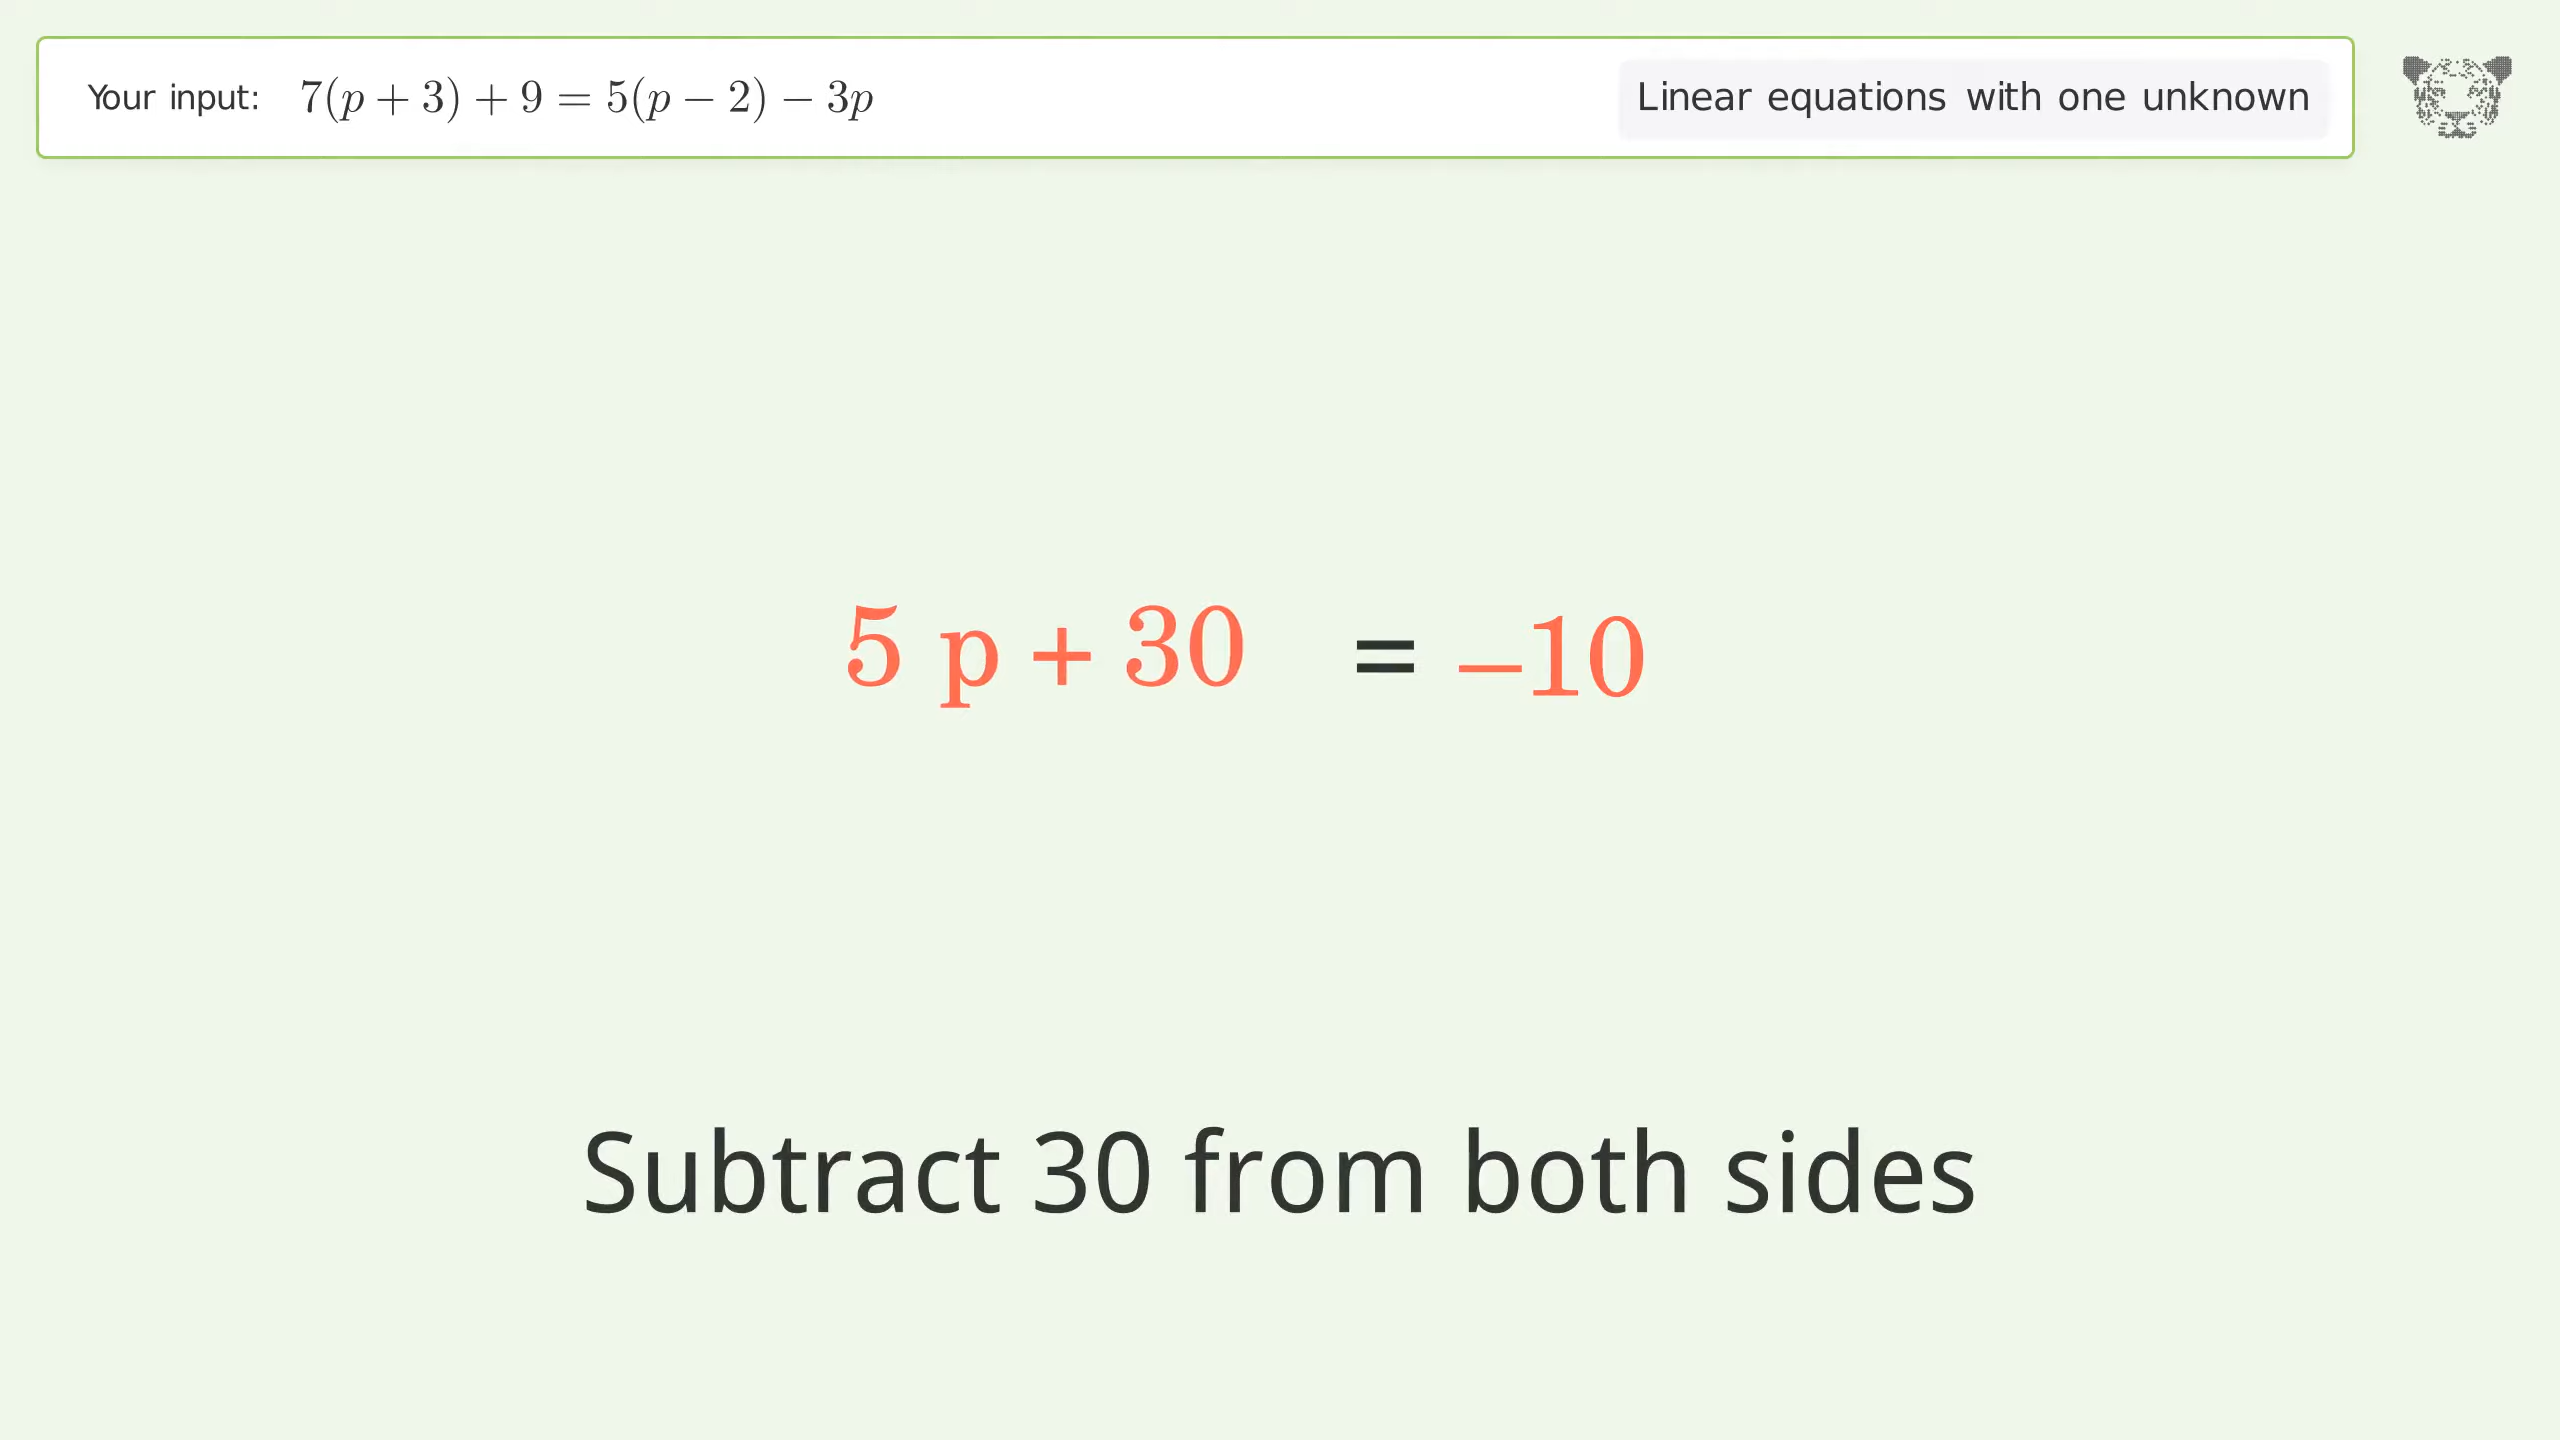 Your input: 7(p + 3) + 9 = 5(p − 2) − 3p
Linear equations with one unknown
5 p + 30 = −10
Subtract 30 from both sides